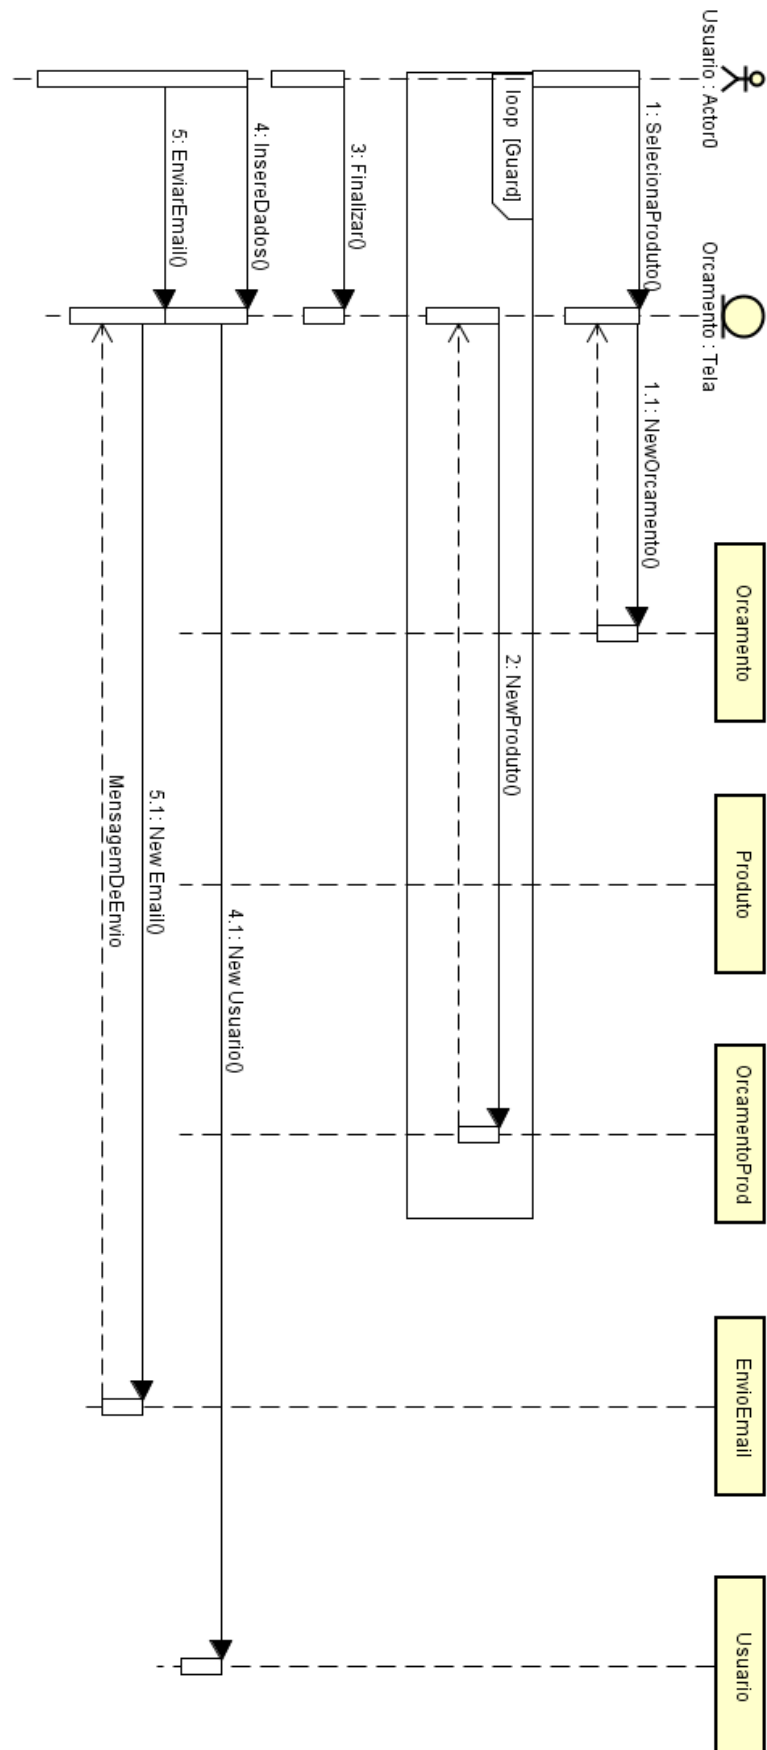 Usuario : Actor0
Orcamento : Tela
Orcamento
Produto
OrcamentoProd
EnvioEmail
Usuario
1: SelecionaProduto()
1.1: NewOrcamento()
loop [Guard]
2: NewProduto()
3: Finalizar()
4: InsereDados()
4.1: New Usuario()
5: EnviarEmail()
5.1: New Email()
MensagemDeEnvio